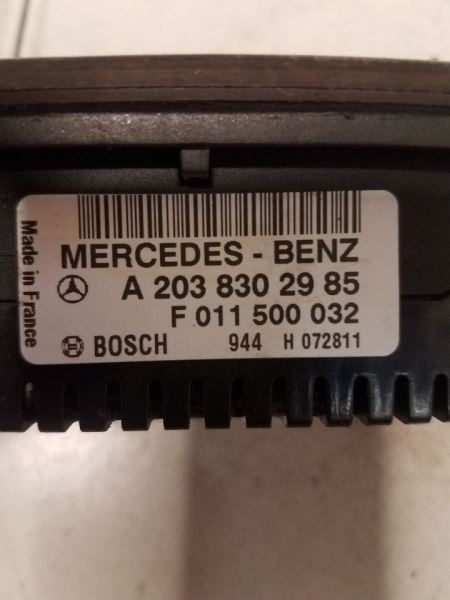 MERCEDES - BENZ
A 203 830 29 85
F 011 500 032
BOSCH 944 H 072811
Made in France